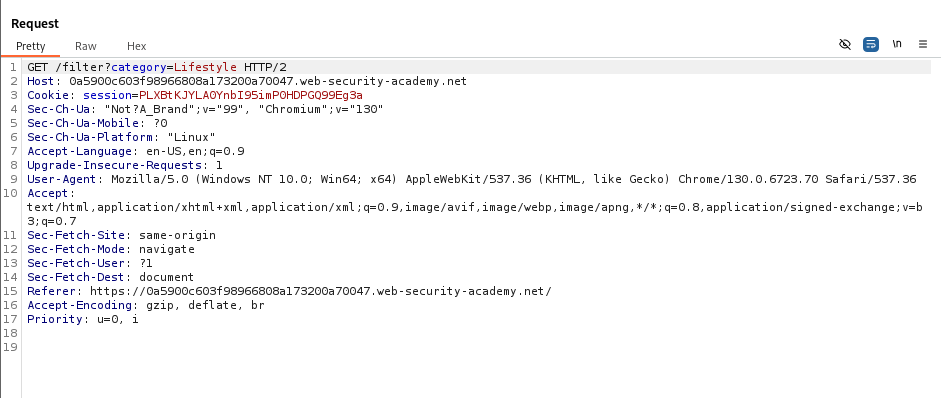 Request
Pretty Raw Hex \n
1 GET /filter?category=Lifestyle HTTP/2
2 Host: 0a5900c603f98966808a173200a70047.web-security-academy.net
3 Cookie: session=PLXBtKJYLA0YnbI95imP0HDPGQ99Eg3a
4 Sec-Ch-Ua: "Not?A_Brand";v="99", "Chromium";v="130"
5 Sec-Ch-Ua-Mobile: ?0
6 Sec-Ch-Ua-Platform: "Linux"
7 Accept-Language: en-US,en;q=0.9
8 Upgrade-Insecure-Requests: 1
9 User-Agent: Mozilla/5.0 (Windows NT 10.0; Win64; x64) AppleWebKit/537.36 (KHTML, like Gecko) Chrome/130.0.6723.70 Safari/537.36
10 Accept:
text/html,application/xhtml+xml,application/xml;q=0.9,image/avif,image/webp,image/apng,*/*;q=0.8,application/signed-exchange;v=b
3;q=0.7
11 Sec-Fetch-Site: same-origin
12 Sec-Fetch-Mode: navigate
13 Sec-Fetch-User: ?1
14 Sec-Fetch-Dest: document
15 Referer: https://0a5900c603f98966808a173200a70047.web-security-academy.net/
16 Accept-Encoding: gzip, deflate, br
17 Priority: u=0, i
18
19